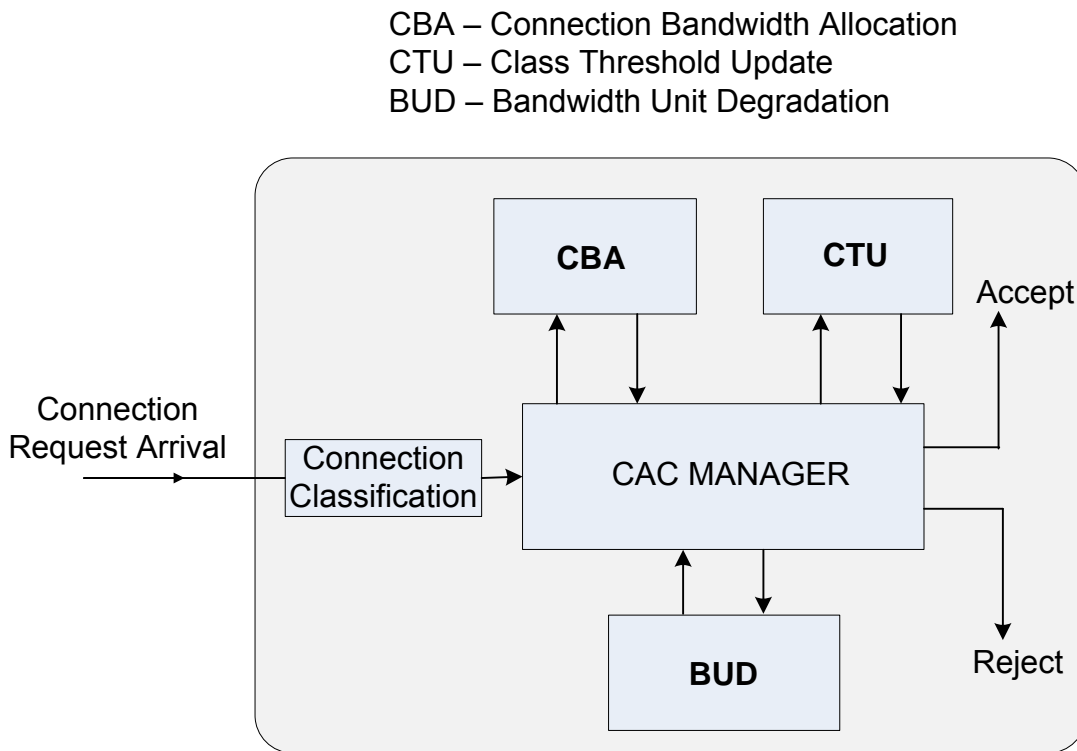 CBA – Connection Bandwidth Allocation
CTU – Class Threshold Update
BUD – Bandwidth Unit Degradation
CBA
CTU
Accept
Connection
Request Arrival
Connection
Classification
CAC MANAGER
BUD
Reject